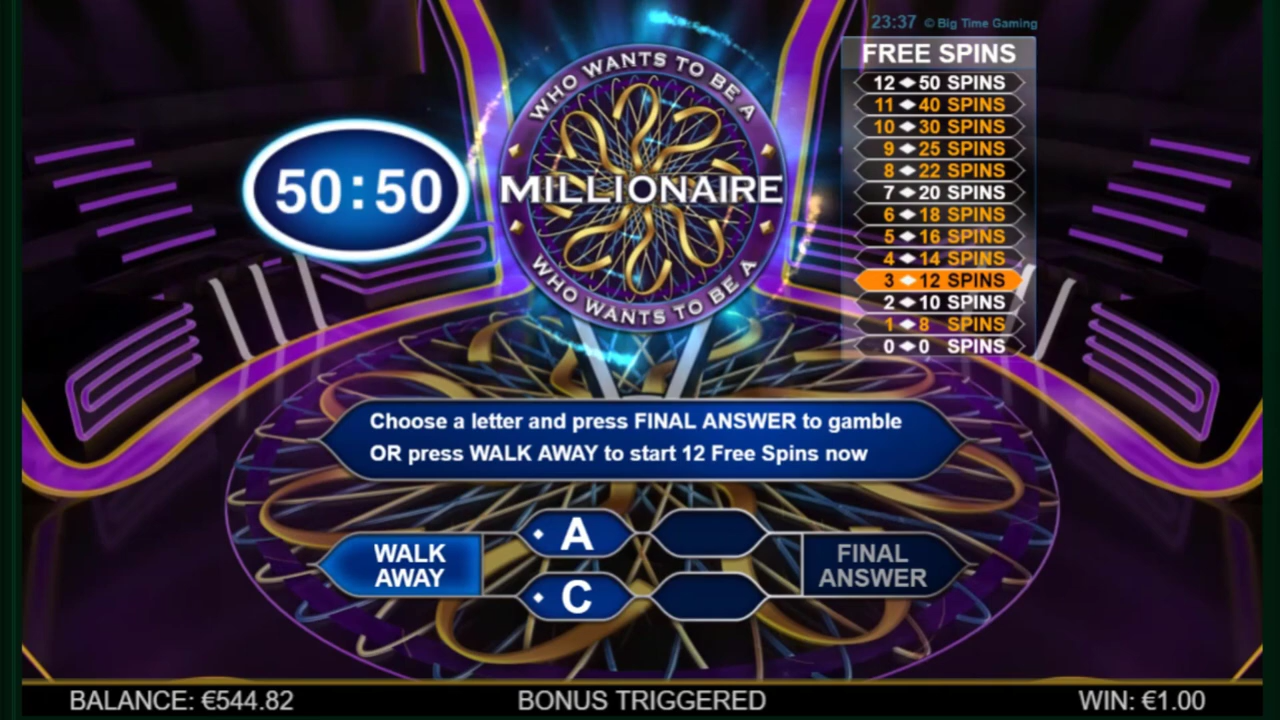 23:37 © Big Time Gaming
FREE SPINS
12 50 SPINS
11 40 SPINS
10 30 SPINS
9 25 SPINS
8 22 SPINS
7 20 SPINS
6 18 SPINS
5 16 SPINS
4 14 SPINS
3 12 SPINS
2 10 SPINS
1 8 SPINS
0 0 SPINS
50:50
WHO WANTS TO BE A
MILLIONAIRE
WHO WANTS TO BE A
Choose a letter and press FINAL ANSWER to gamble
OR press WALK AWAY to start 12 Free Spins now
WALK
AWAY
A
C
FINAL
ANSWER
BALANCE: €544.82
BONUS TRIGGERED
WIN: €1.00